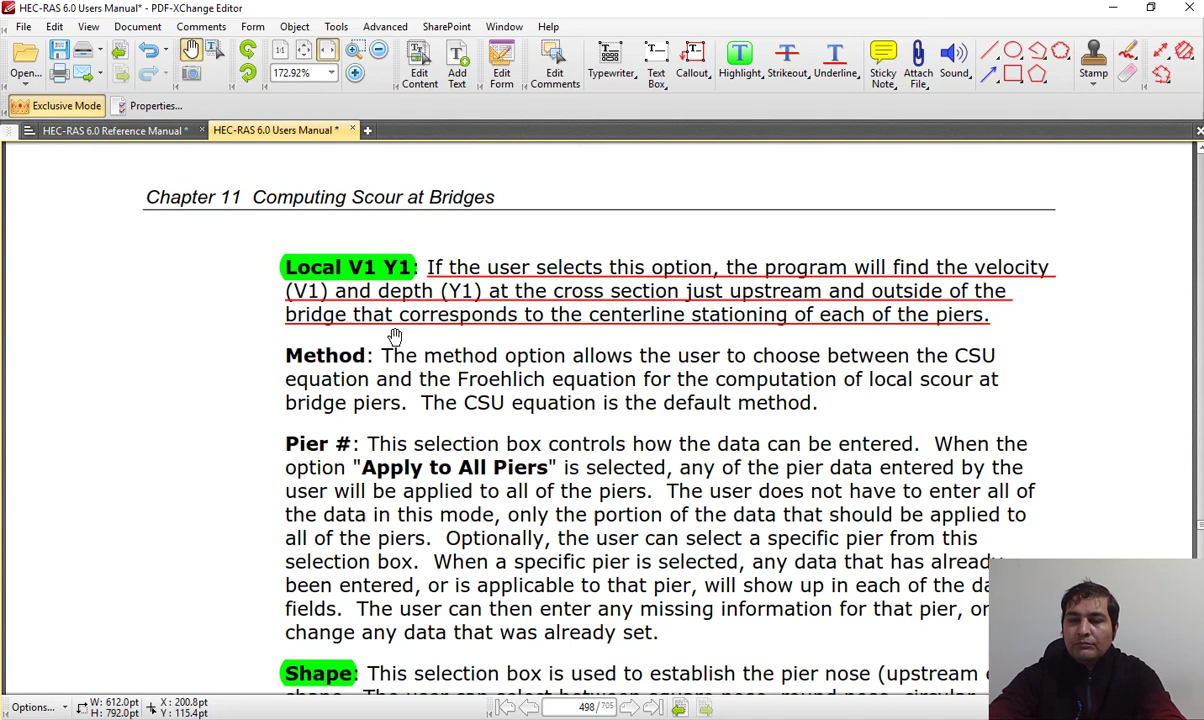 HEC-RAS 6.0 Users Manual* - PDF-XChange Editor
File Edit View Document Comments Form Object Tools Advanced SharePoint Window Help
Open... 172.92% Edit Content Add Text Edit Form Edit Comments Typewriter Text Box Callout Highlight Strikeout Underline Sticky Note Attach File Sound Stamp
Exclusive Mode Properties...
HEC-RAS 6.0 Reference Manual * HEC-RAS 6.0 Users Manual *
Chapter 11 Computing Scour at Bridges
Local V1 Y1: If the user selects this option, the program will find the velocity
(V1) and depth (Y1) at the cross section just upstream and outside of the
bridge that corresponds to the centerline stationing of each of the piers.
Method: The method option allows the user to choose between the CSU
equation and the Froehlich equation for the computation of local scour at
bridge piers. The CSU equation is the default method.
Pier #: This selection box controls how the data can be entered. When the
option "Apply to All Piers" is selected, any of the pier data entered by the
user will be applied to all of the piers. The user does not have to enter all of
the data in this mode, only the portion of the data that should be applied to
all of the piers. Optionally, the user can select a specific pier from this
selection box. When a specific pier is selected, any data that has already
been entered, or is applicable to that pier, will show up in each of the
fields. The user can then enter any missing information for that pier, or
change any data that was already set.
Shape: This selection box is used to establish the pier nose (upstream
shape. The user can select between square nose, round nose, circular,
Options... W: 612.0pt H: 792.0pt X: 200.8pt Y: 115.4pt 498 / 705